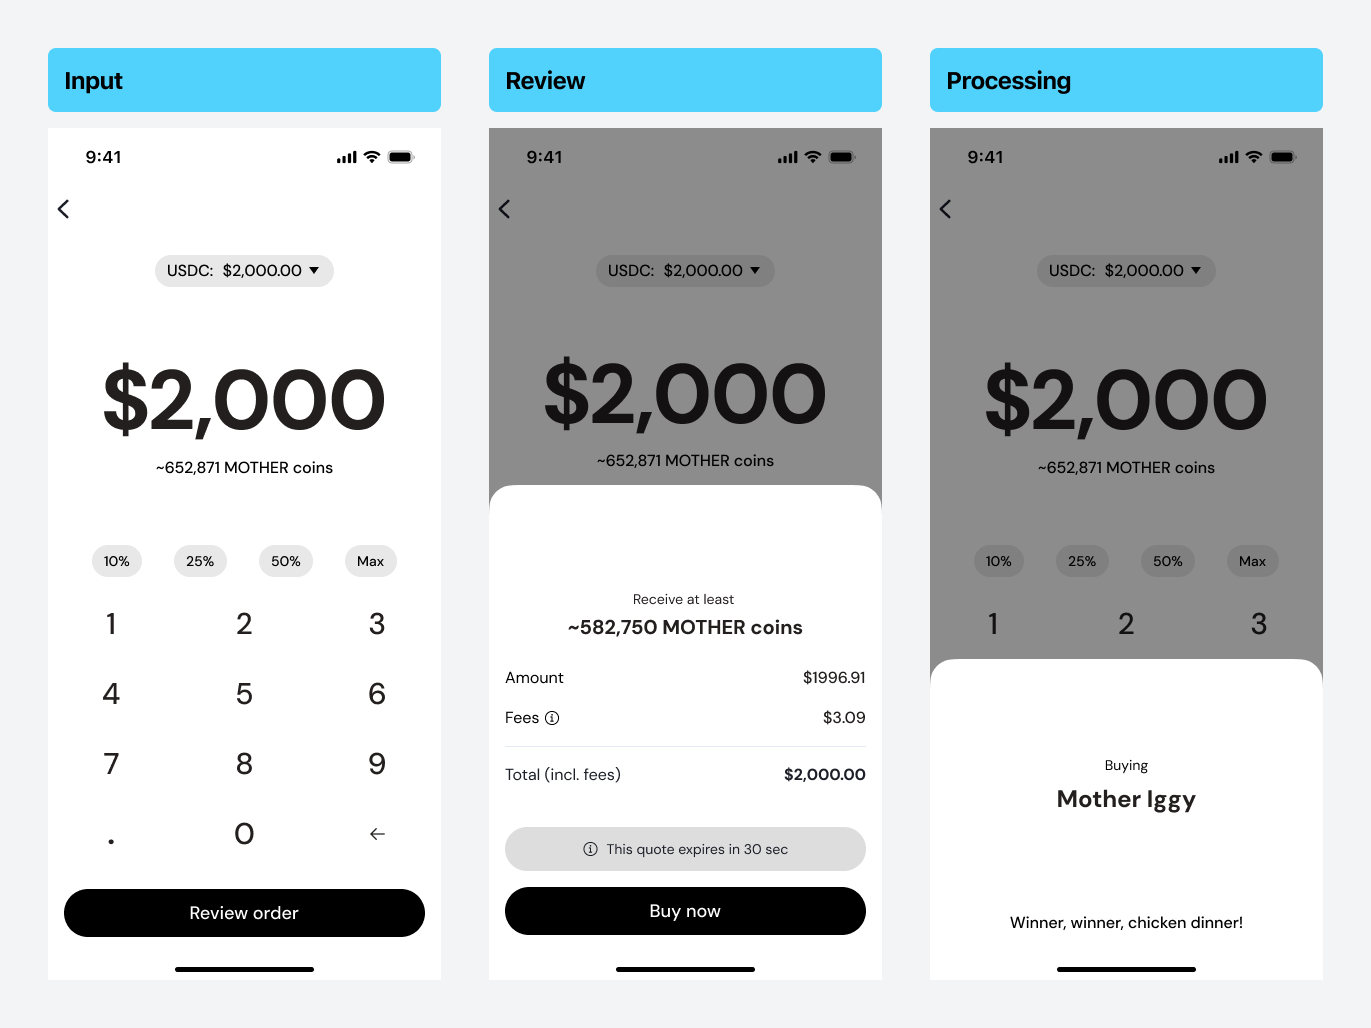 Input
9:41
USDC: $2,000.00
$2,000
~652,871 MOTHER coins
10% 25% 50% Max
1 2 3
4 5 6
7 8 9
. 0
Review order
Review
9:41
USDC: $2,000.00
$2,000
~652,871 MOTHER coins
Receive at least
~582,750 MOTHER coins
Amount $1996.91
Fees $3.09
Total (incl. fees) $2,000.00
This quote expires in 30 sec
Buy now
Processing
9:41
USDC: $2,000.00
$2,000
~652,871 MOTHER coins
10% 25% 50% Max
1 2 3
Buying
Mother Iggy
Winner, winner, chicken dinner!